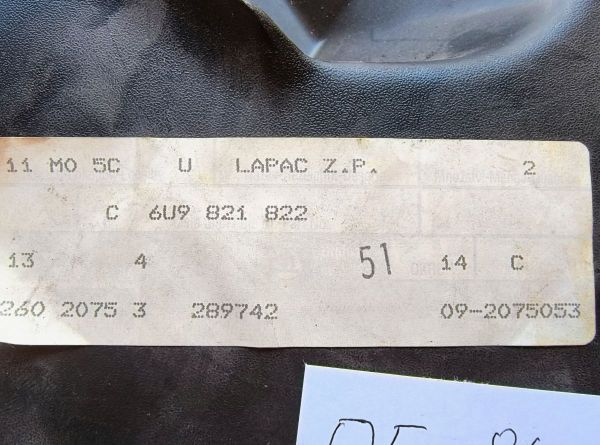 11 MO 5C U LAPAC Z.P. 2
C 6U9 821 822
13 4 51 14 C
260 2075 3 289742 09-2075053